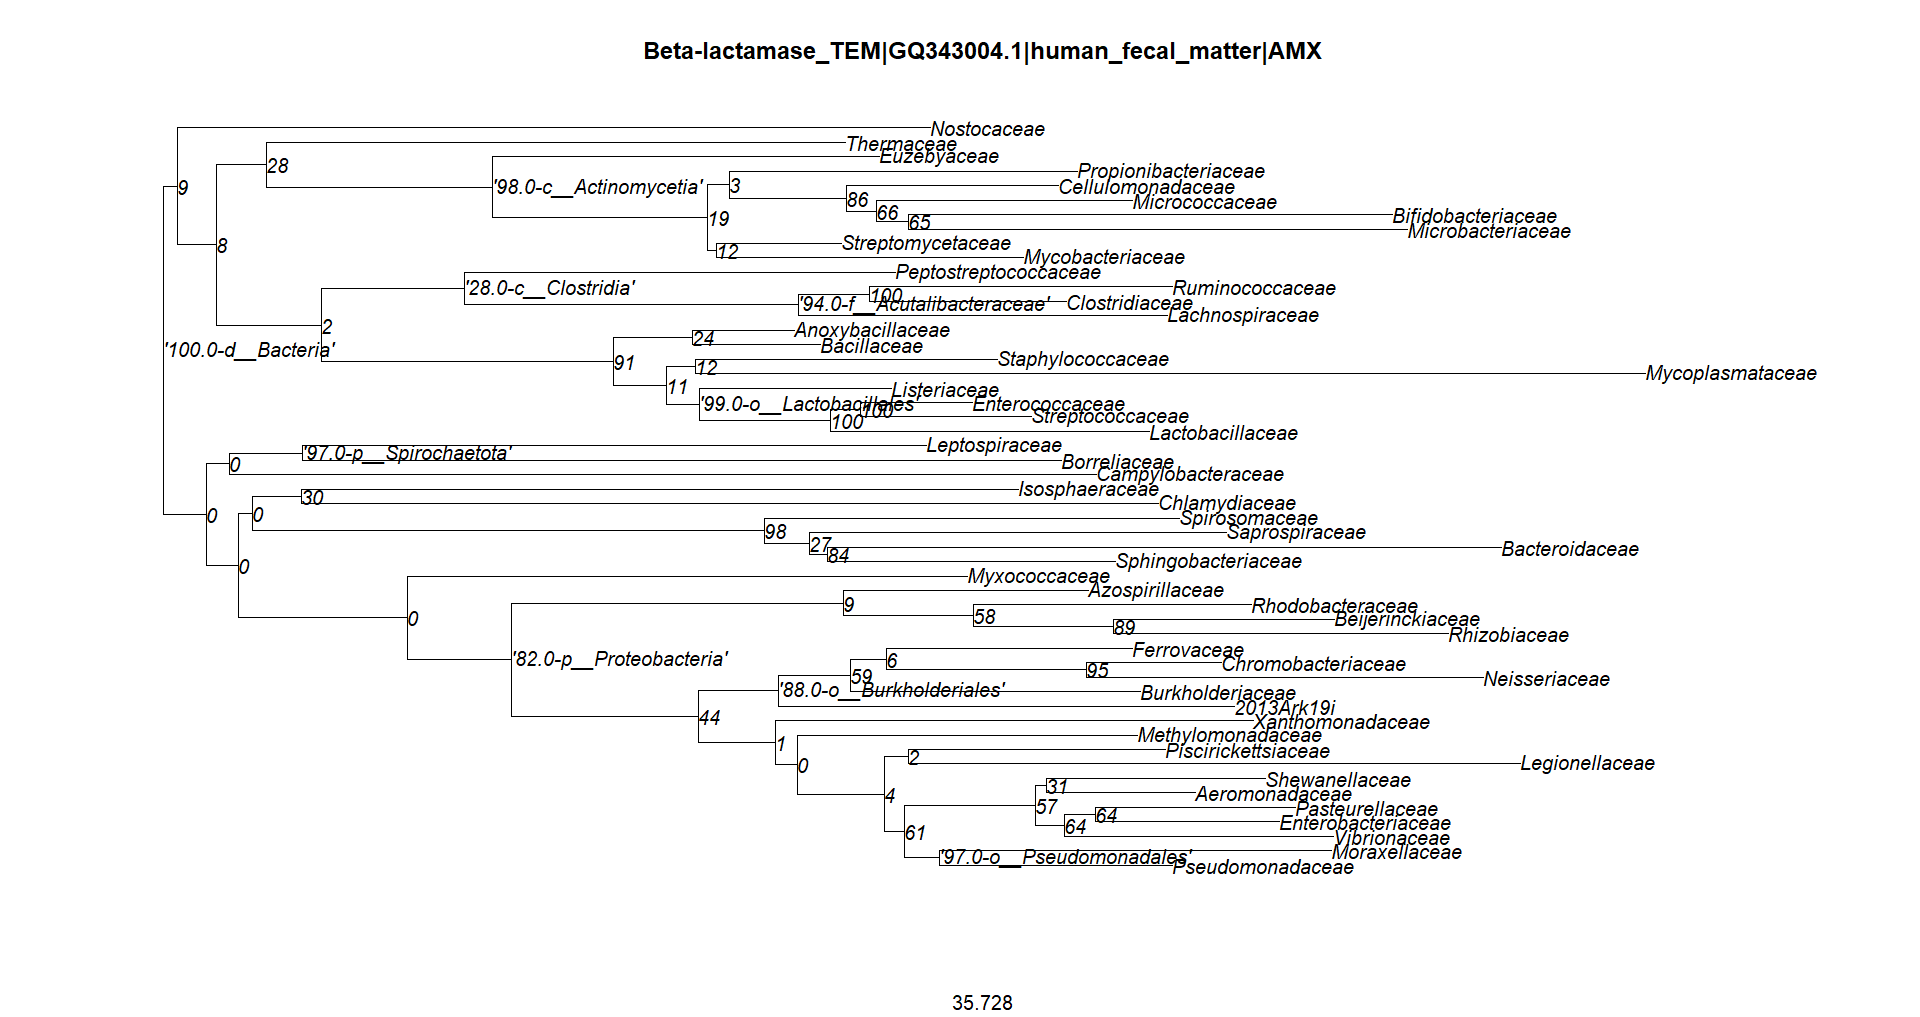 Beta-lactamase_TEM|GQ343004.1|human_fecal_matter|AMX
Nostocaceae
Thermaceae
Euzebyaceae
28
Propionibacteriaceae
'98.0-c__Actinomycetia'
3
Cellulomonadaceae
9
86
Micrococcaceae
66
Bifidobacteriaceae
19
65
Microbacteriaceae
8
Streptomycetaceae
12
Mycobacteriaceae
Peptostreptococcaceae
'28.0-c__Clostridia'
100
Ruminococcaceae
'94.0-f__Acutalibacteraceae'
Clostridiaceae
Lachnospiraceae
2
Anoxybacillaceae
24
Bacillaceae
'100.0-d__Bacteria'
91
Staphylococcaceae
12
Mycoplasmataceae
11
Listeriaceae
'99.0-o__Lactobacillales'
Enterococcaceae
100
Streptococcaceae
100
Lactobacillaceae
Leptospiraceae
'97.0-p__Spirochaetota'
0
Borreliaceae
Campylobacteraceae
Isosphaeraceae
30
Chlamydiaceae
0
0
Spirosomaceae
98
Saprospiraceae
27
Bacteroidaceae
84
Sphingobacteriaceae
0
Myxococcaceae
Azospirillaceae
9
Rhodobacteraceae
58
0
Beijerinckiaceae
89
Rhizobiaceae
Ferrovaceae
'82.0-p__Proteobacteria'
6
Chromobacteriaceae
95
59
Neisseriaceae
'88.0-o__Burkholderiales'
Burkholderiaceae
2013Ark19i
44
Xanthomonadaceae
Methylomonadaceae
1
Piscirickettsiaceae
2
0
Legionellaceae
Shewanellaceae
31
4
Aeromonadaceae
57
Pasteurellaceae
64
Enterobacteriaceae
64
61
Vibrionaceae
Moraxellaceae
'97.0-o__Pseudomonadales'
Pseudomonadaceae
35.728